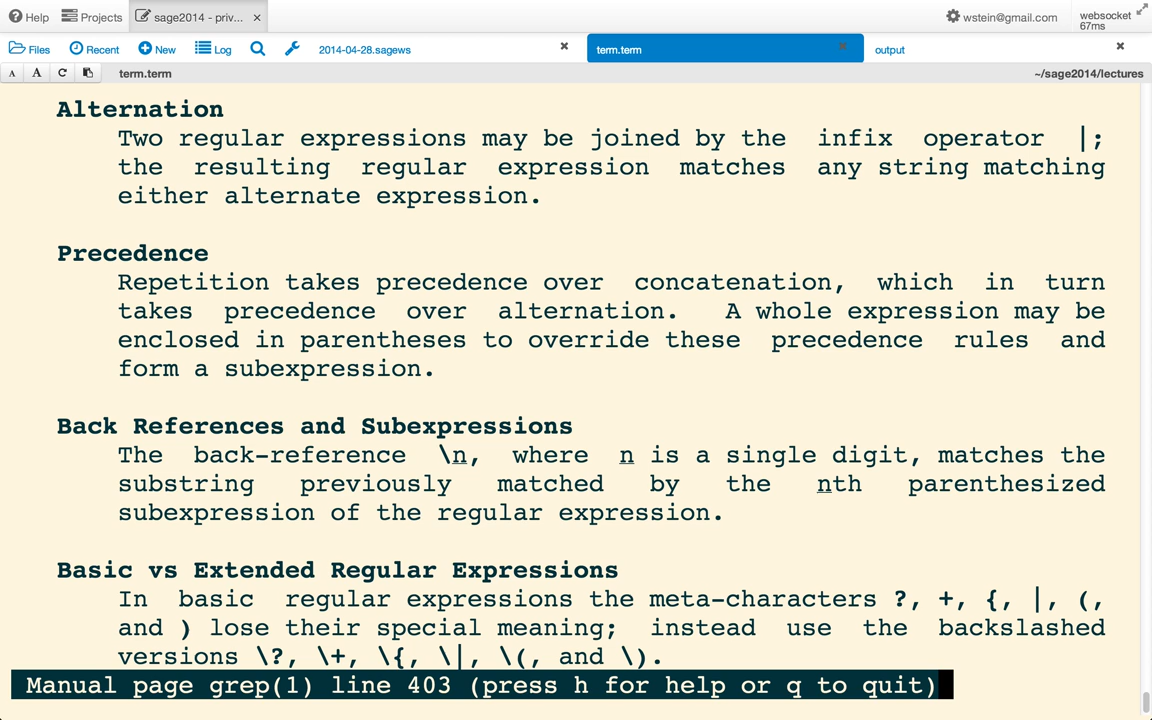 Help Projects sage2014 - priv... × wstein@gmail.com websocket
67ms
Files Recent New Log 2014-04-28.sagews × term.term × output ×
A A C term.term ~/sage2014/lectures
Alternation
Two regular expressions may be joined by the infix operator |;
the resulting regular expression matches any string matching
either alternate expression.
Precedence
Repetition takes precedence over concatenation, which in turn
takes precedence over alternation. A whole expression may be
enclosed in parentheses to override these precedence rules and
form a subexpression.
Back References and Subexpressions
The back-reference \n, where n is a single digit, matches the
substring previously matched by the nth parenthesized
subexpression of the regular expression.
Basic vs Extended Regular Expressions
In basic regular expressions the meta-characters ?, +, {, |, (,
and ) lose their special meaning; instead use the backslashed
versions \?, \+, \{, \|, \(, and \).
Manual page grep(1) line 403 (press h for help or q to quit)